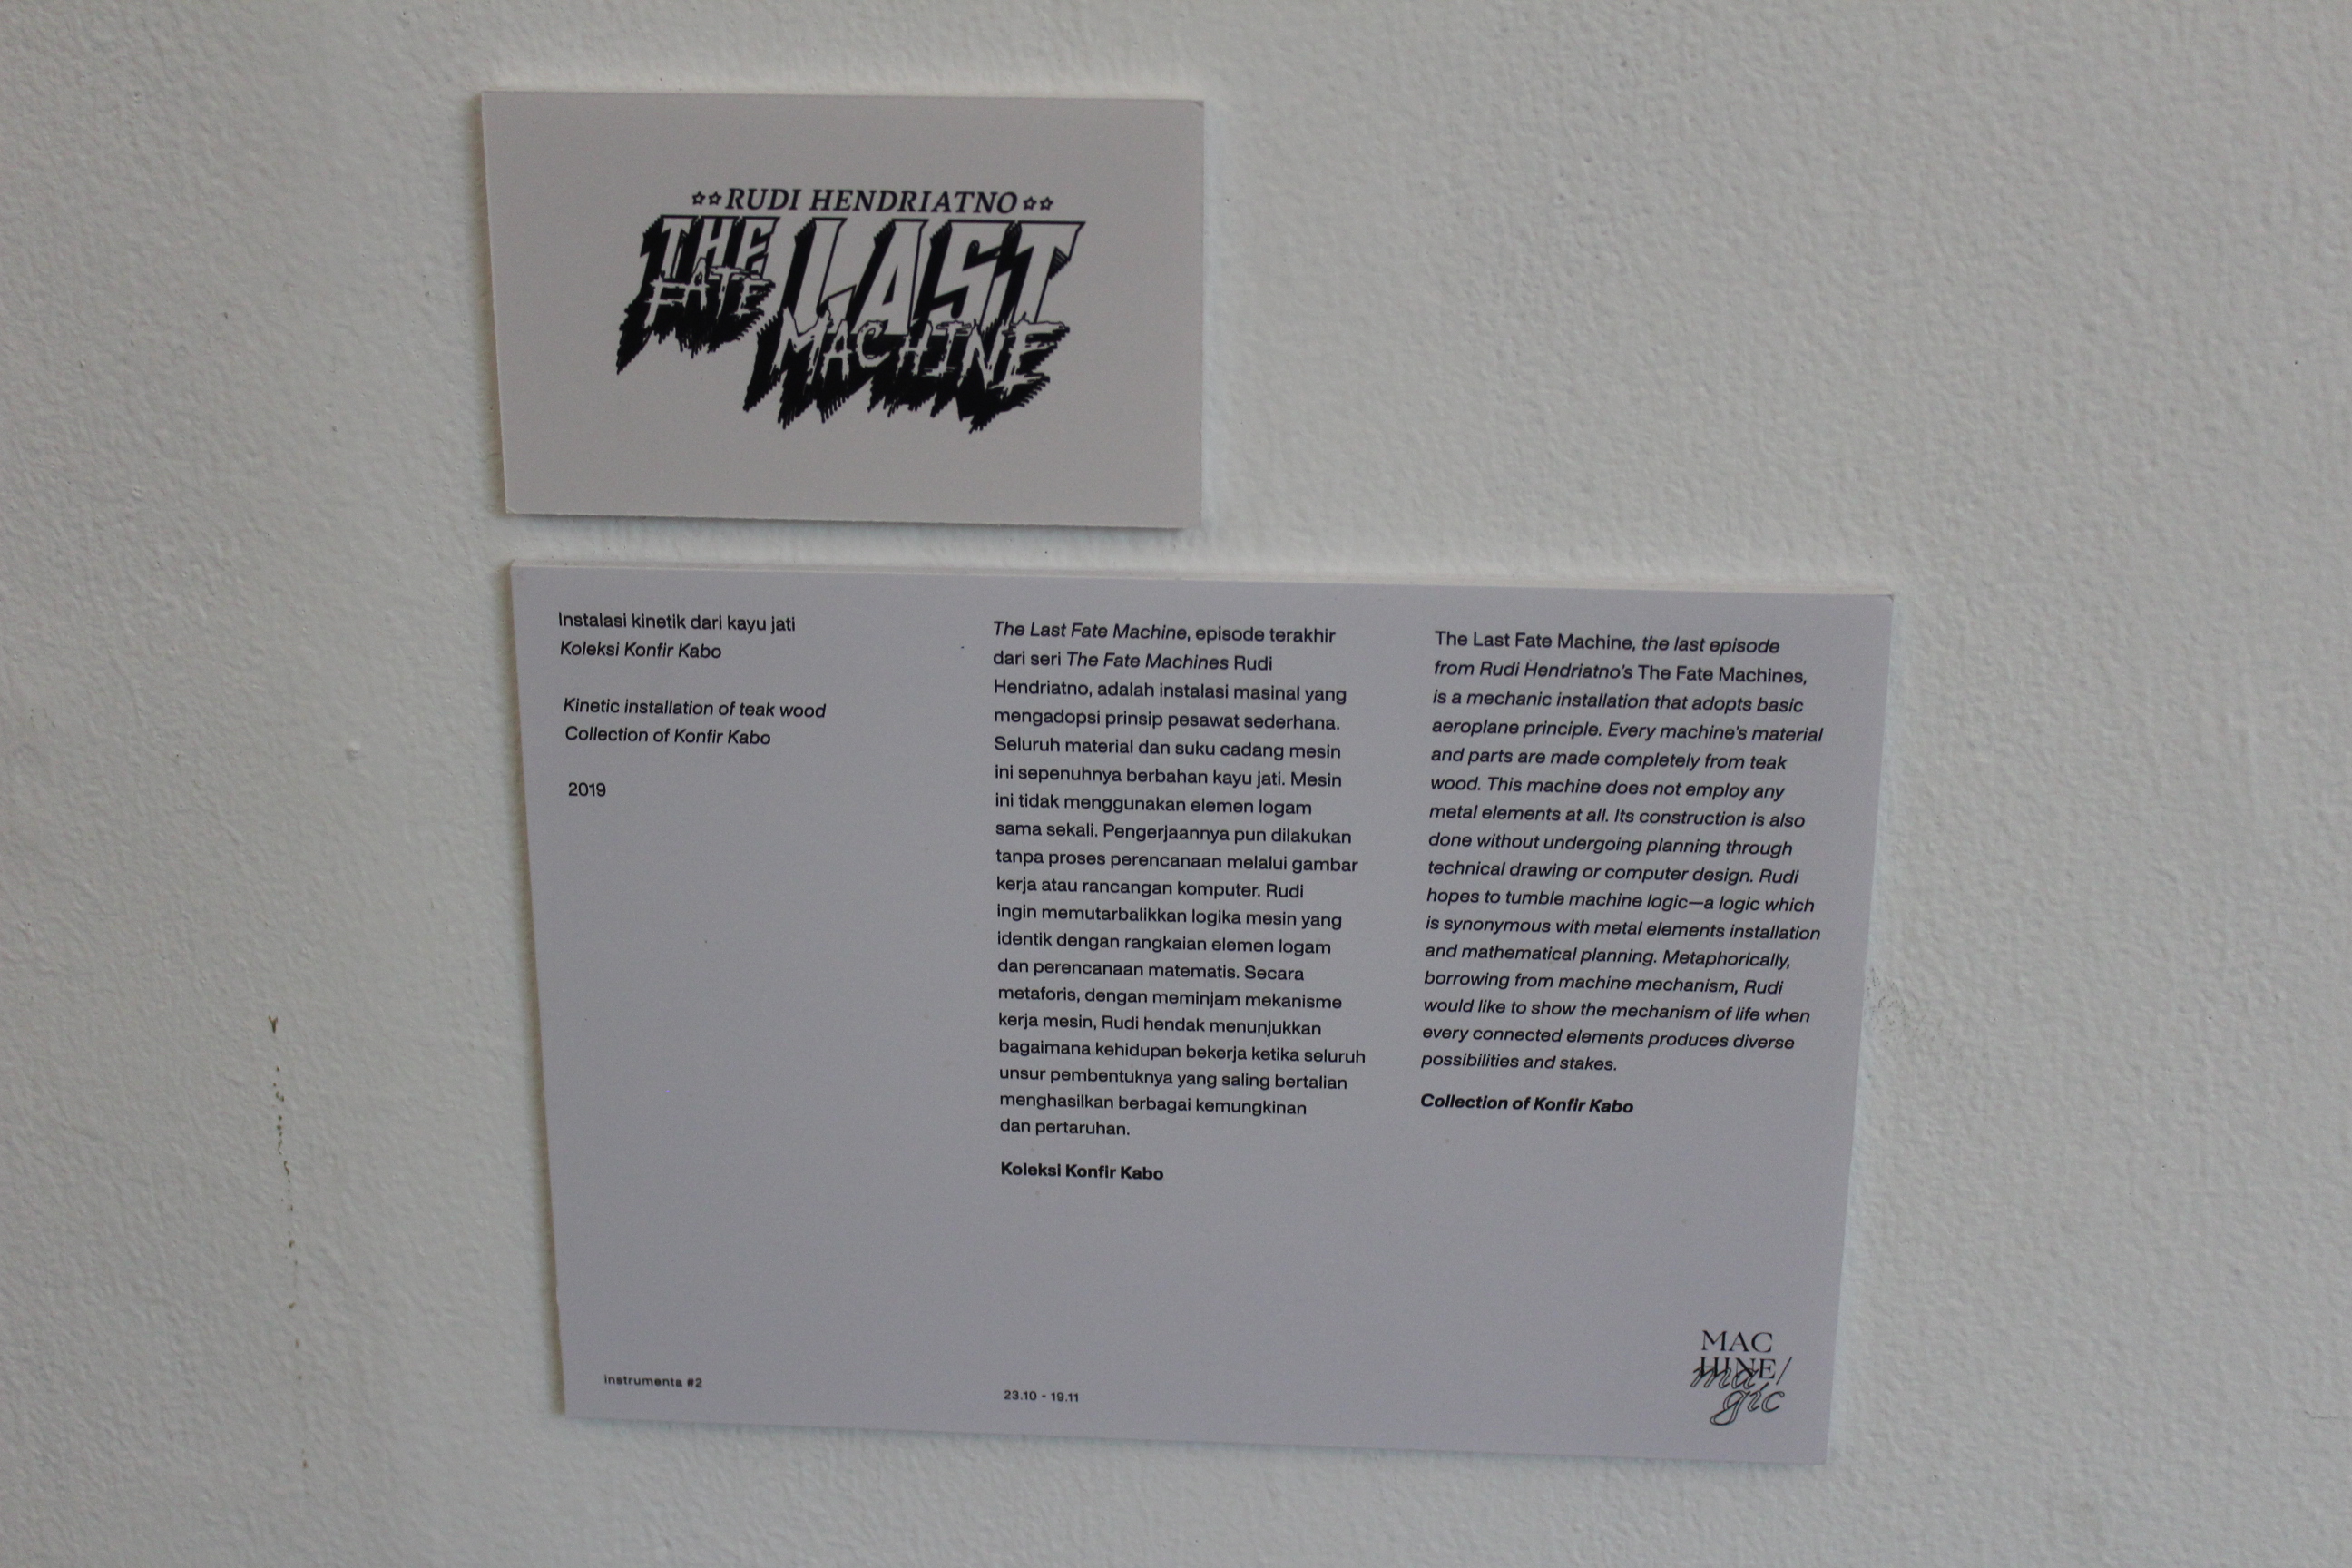 RUDI HENDRIATNO
THE LAST
FATE MACHINE
Instalasi kinetik dari kayu jati
Koleksi Konfir Kabo
Kinetic installation of teak wood
Collection of Konfir Kabo
2019
The Last Fate Machine, episode terakhir
dari seri The Fate Machines Rudi
Hendriatno, adalah instalasi masinal yang
mengadopsi prinsip pesawat sederhana.
Seluruh material dan suku cadang mesin
ini sepenuhnya berbahan kayu jati. Mesin
ini tidak menggunakan elemen logam
sama sekali. Pengerjaannya pun dilakukan
tanpa proses perencanaan melalui gambar
kerja atau rancangan komputer. Rudi
ingin memutarbalikkan logika mesin yang
identik dengan rangkaian elemen logam
dan perencanaan matematis. Secara
metaforis, dengan meminjam mekanisme
kerja mesin, Rudi hendak menunjukkan
bagaimana kehidupan bekerja ketika seluruh
unsur pembentuknya yang saling bertalian
menghasilkan berbagai kemungkinan
dan pertaruhan.
Koleksi Konfir Kabo
The Last Fate Machine, the last episode
from Rudi Hendriatno's The Fate Machines,
is a mechanic installation that adopts basic
aeroplane principle. Every machine's material
and parts are made completely from teak
wood. This machine does not employ any
metal elements at all. Its construction is also
done without undergoing planning through
technical drawing or computer design. Rudi
hopes to tumble machine logic—a logic which
is synonymous with metal elements installation
and mathematical planning. Metaphorically,
borrowing from machine mechanism, Rudi
would like to show the mechanism of life when
every connected elements produces diverse
possibilities and stakes.
Collection of Konfir Kabo
instrumenta #2
23.10 - 19.11
MAC
HINE/
ma
gic